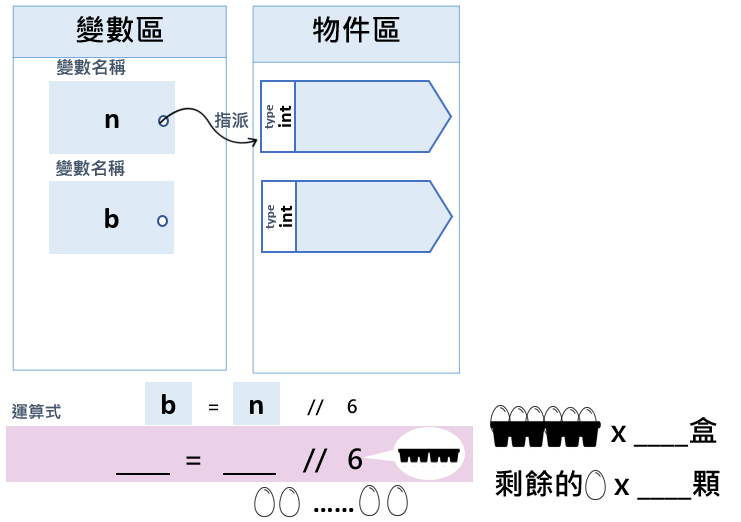 變數區
物件區
變數名稱
n
指派
type
int
變數名稱
b
type
int
運算式
b = n // 6
____ = ____ // 6
......
x ____盒
剩餘的 x ____顆